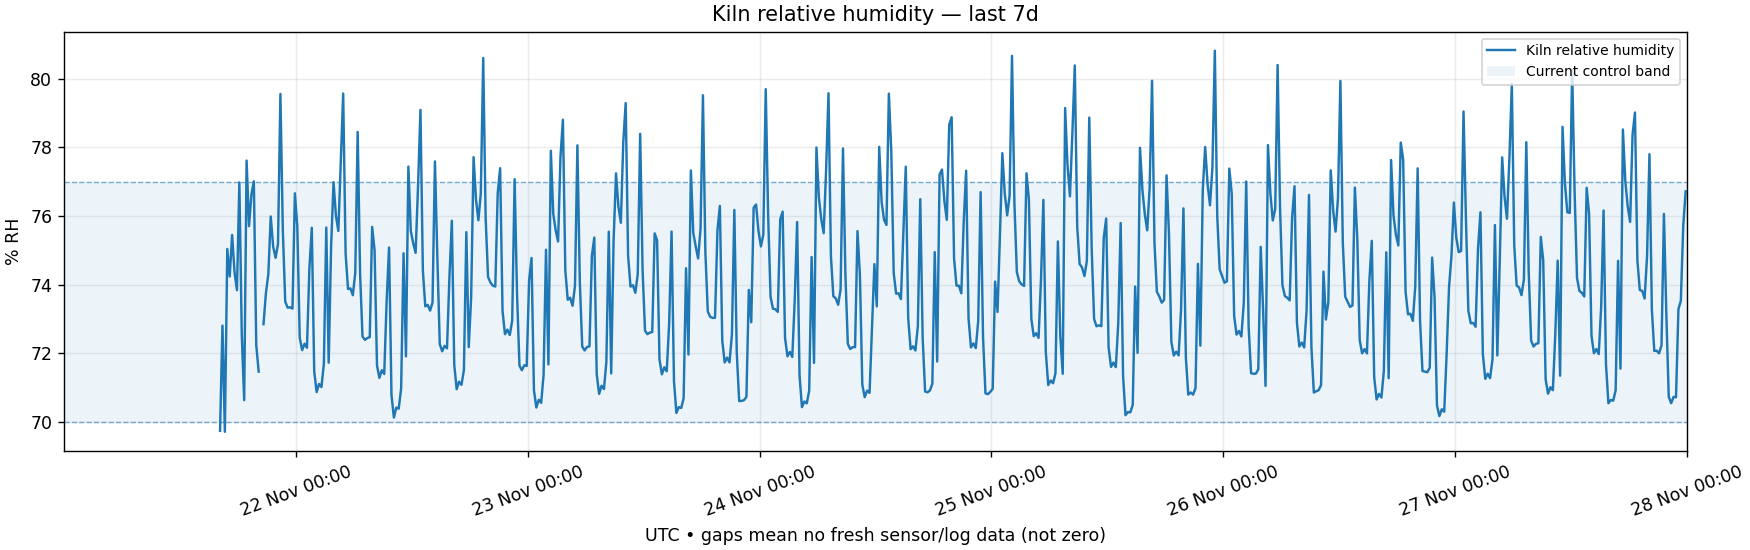 Kiln relative humidity — last 7d
Kiln relative humidity
Current control band
% RH
80
78
76
74
72
70
22 Nov 00:00
23 Nov 00:00
24 Nov 00:00
25 Nov 00:00
26 Nov 00:00
27 Nov 00:00
28 Nov 00:00
UTC • gaps mean no fresh sensor/log data (not zero)